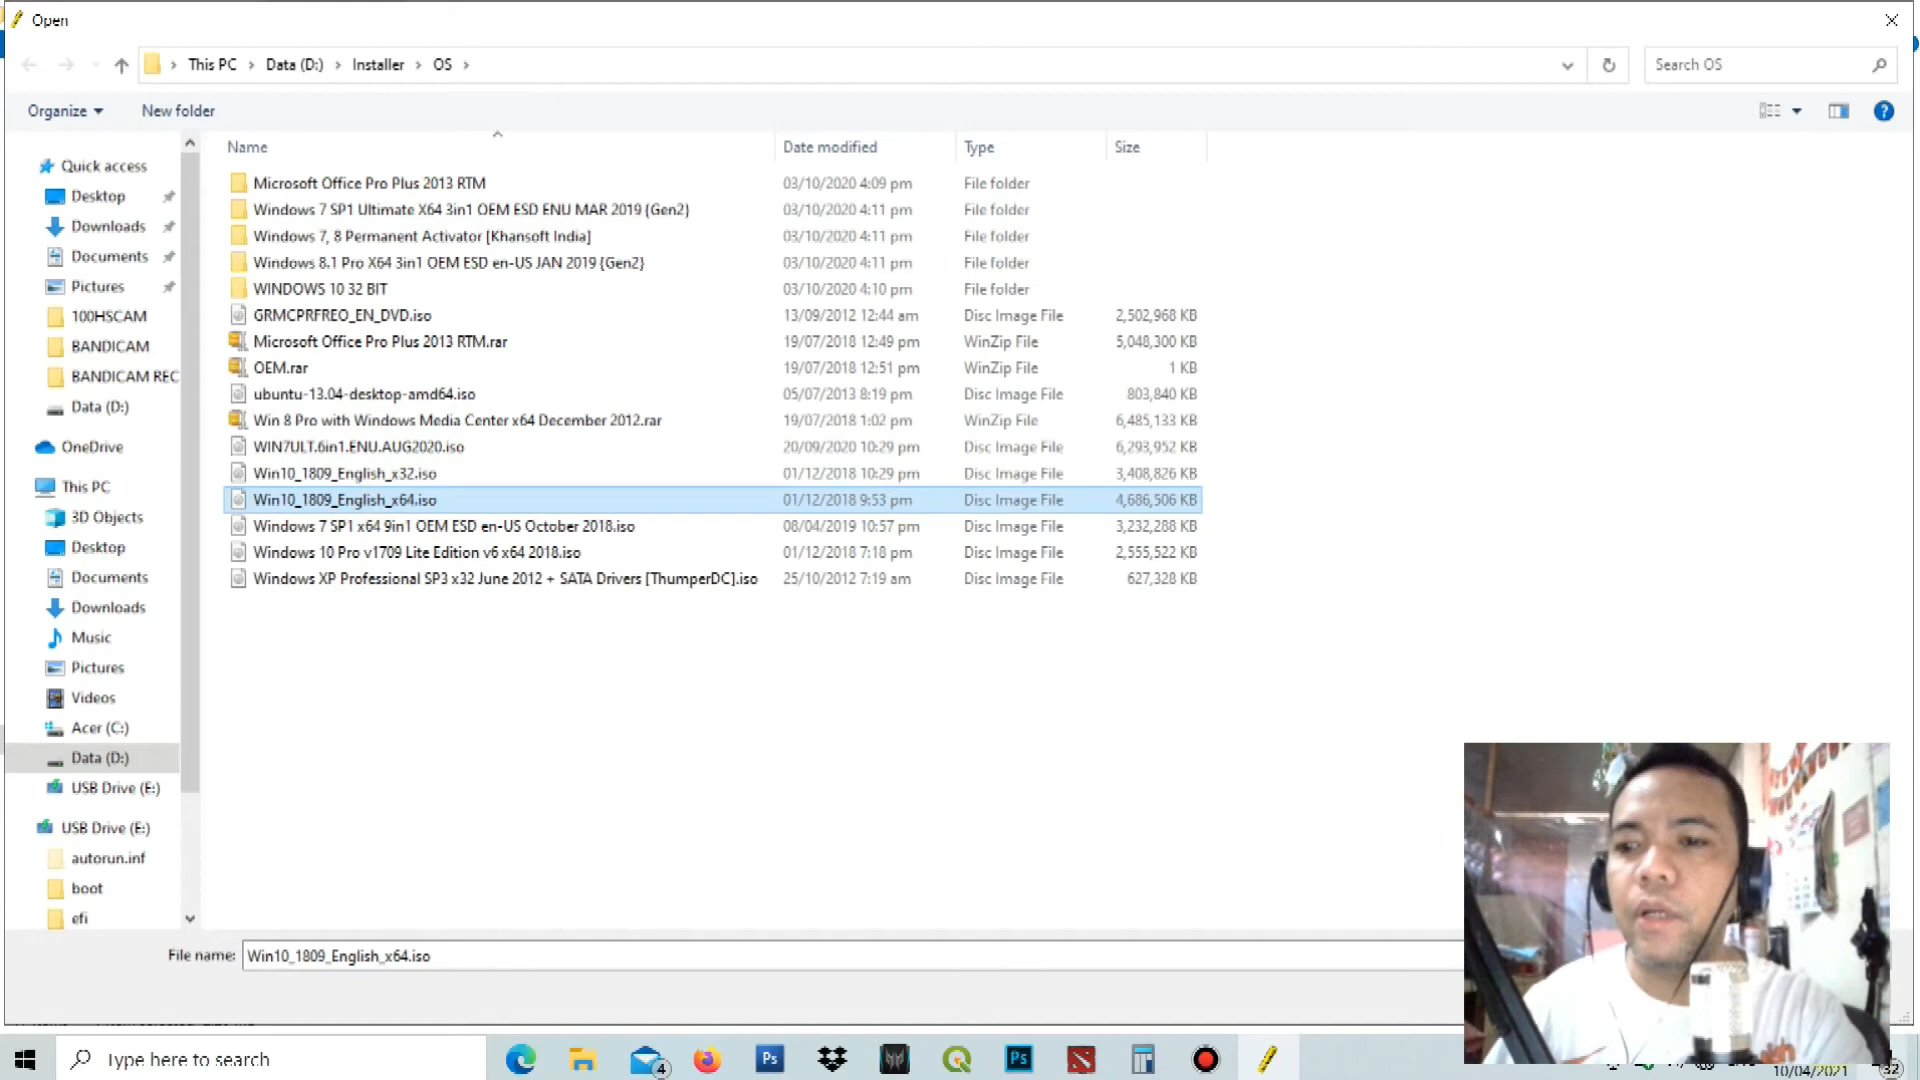 Open
This PC > Data (D:) > Installer > OS >
Search OS
Organize
New folder
Name Date modified Type Size
Quick access
Desktop
Downloads
Documents
Pictures
100HSCAM
BANDICAM
BANDICAM REC
Data (D:)
OneDrive
This PC
3D Objects
Desktop
Documents
Downloads
Music
Pictures
Videos
Acer (C:)
Data (D:)
USB Drive (E:)
USB Drive (E:)
autorun.inf
boot
efi
Microsoft Office Pro Plus 2013 RTM 03/10/2020 4:09 pm File folder
Windows 7 SP1 Ultimate X64 3in1 OEM ESD ENU MAR 2019 {Gen2} 03/10/2020 4:11 pm File folder
Windows 7, 8 Permanent Activator [Khansoft India] 03/10/2020 4:11 pm File folder
Windows 8.1 Pro X64 3in1 OEM ESD en-US JAN 2019 {Gen2} 03/10/2020 4:11 pm File folder
WINDOWS 10 32 BIT 03/10/2020 4:10 pm File folder
GRMCPRFREO_EN_DVD.iso 13/09/2012 12:44 am Disc Image File 2,502,968 KB
Microsoft Office Pro Plus 2013 RTM.rar 19/07/2018 12:49 pm WinZip File 5,048,300 KB
OEM.rar 19/07/2018 12:51 pm WinZip File 1 KB
ubuntu-13.04-desktop-amd64.iso 05/07/2013 8:19 pm Disc Image File 803,840 KB
Win 8 Pro with Windows Media Center x64 December 2012.rar 19/07/2018 1:02 pm WinZip File 6,485,133 KB
WIN7ULT.6in1.ENU.AUG2020.iso 20/09/2020 10:29 pm Disc Image File 6,293,952 KB
Win10_1809_English_x32.iso 01/12/2018 10:29 pm Disc Image File 3,408,826 KB
Win10_1809_English_x64.iso 01/12/2018 9:53 pm Disc Image File 4,686,506 KB
Windows 7 SP1 x64 9in1 OEM ESD en-US October 2018.iso 08/04/2019 10:57 pm Disc Image File 3,232,288 KB
Windows 10 Pro v1709 Lite Edition v6 x64 2018.iso 01/12/2018 7:18 pm Disc Image File 2,555,522 KB
Windows XP Professional SP3 x32 June 2012 + SATA Drivers [ThumperDC].iso 25/10/2012 7:19 am Disc Image File 627,328 KB
File name: Win10_1809_English_x64.iso
Type here to search
4
Ps
Ps
10/04/2021
32